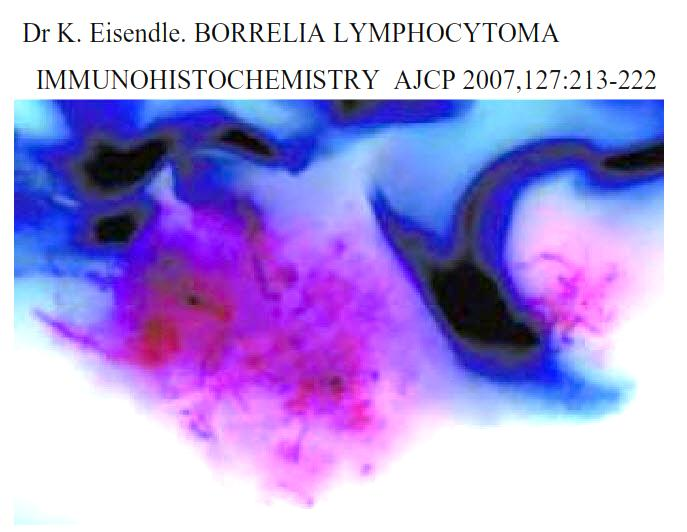 Dr K. Eisendle. BORRELIA LYMPHOCYTOMA
IMMUNOHISTOCHEMISTRY AJCP 2007,127:213-222